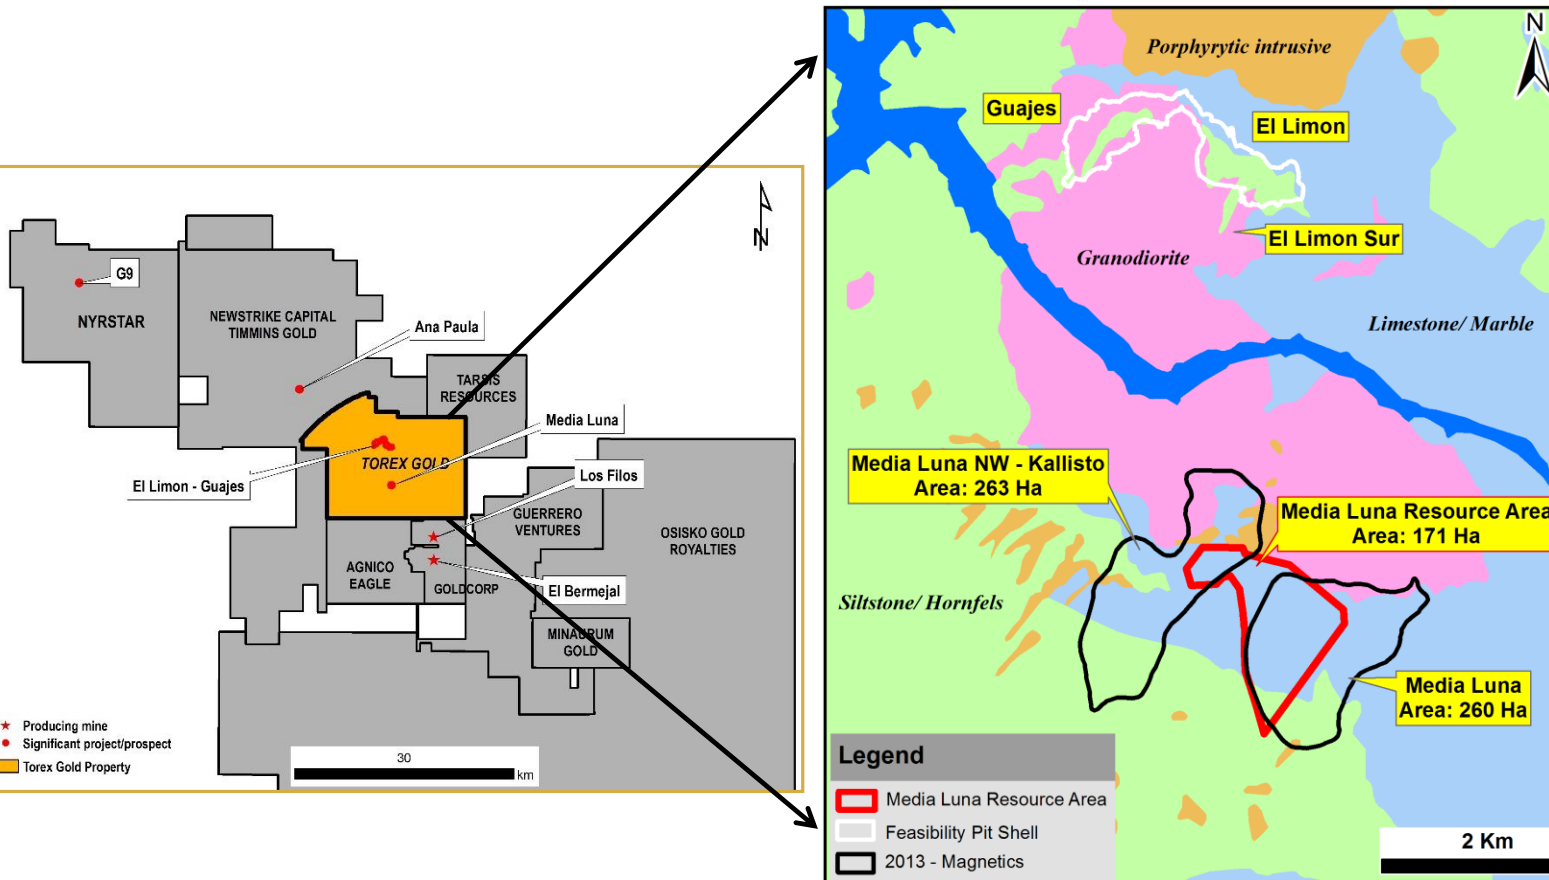 N
G9
NYRSTAR
NEWSTRIKE CAPITAL
TIMMINS GOLD
Ana Paula
TARSIS
RESOURCES
Media Luna
TOREX GOLD
El Limon - Guajes
Los Filos
GUERRERO
VENTURES
OSISKO GOLD
ROYALTIES
AGNICO
EAGLE
GOLDCORP
El Bermejal
MINAURUM
GOLD
Producing mine
Significant project/prospect
Torex Gold Property
30
km
N
Porphyrytic intrusive
Guajes
El Limon
El Limon Sur
Granodiorite
Limestone/ Marble
Media Luna NW - Kallisto
Area: 263 Ha
Media Luna Resource Area
Area: 171 Ha
Siltstone/ Hornfels
Media Luna
Area: 260 Ha
Legend
Media Luna Resource Area
Feasibility Pit Shell
2013 - Magnetics
2 Km